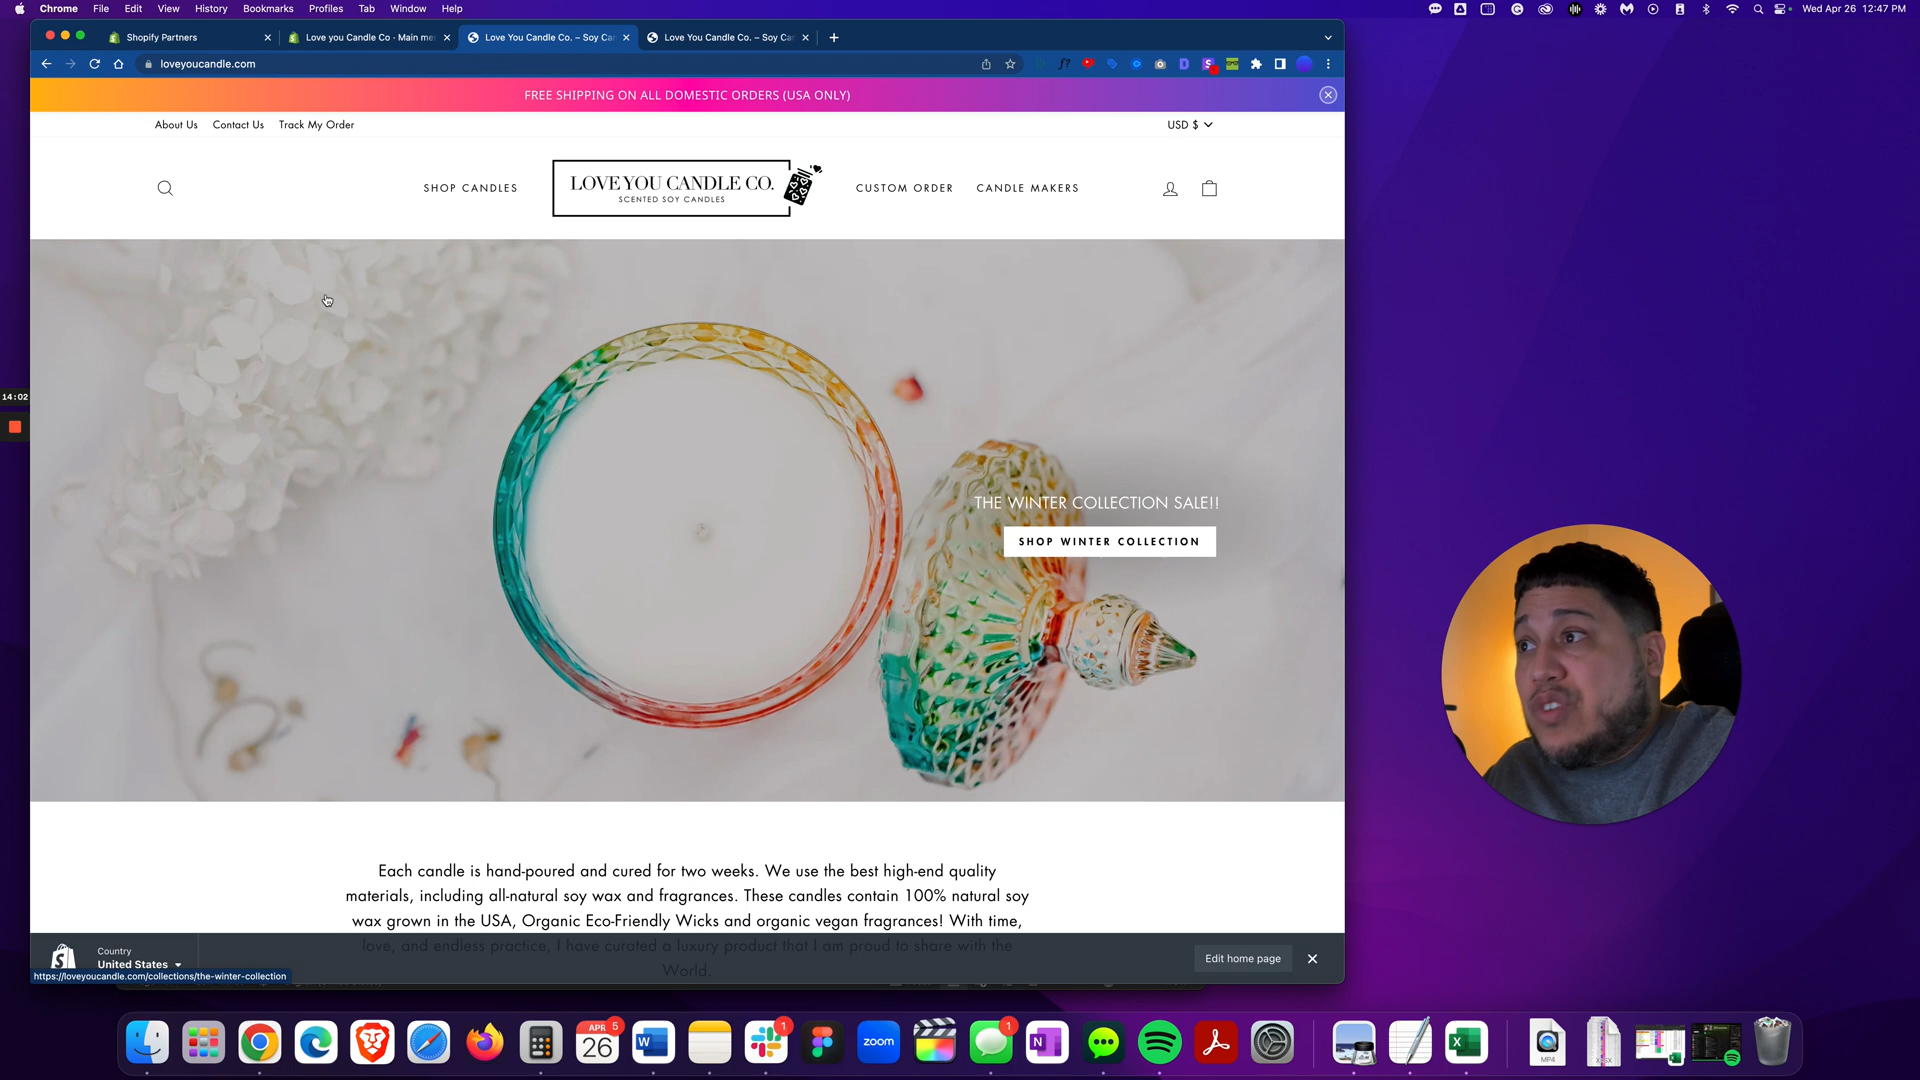 Chrome File Edit View History Bookmarks Profiles Tab Window Help
Wed Apr 26 12:47 PM
Shopify Partners
Love you Candle Co - Main me
Love You Candle Co. – Soy Ca
Love You Candle Co. – Soy Ca
loveyoucandle.com
FREE SHIPPING ON ALL DOMESTIC ORDERS (USA ONLY)
About Us Contact Us Track My Order
USD $
SHOP CANDLES
LOVE YOU CANDLE CO.
SCENTED SOY CANDLES
CUSTOM ORDER CANDLE MAKERS
14:02
THE WINTER COLLECTION SALE!!
SHOP WINTER COLLECTION
Each candle is hand-poured and cured for two weeks. We use the best high-end quality
materials, including all-natural soy wax and fragrances. These candles contain 100% natural soy
wax grown in the USA, Organic Eco-Friendly Wicks and organic vegan fragrances! With time,
love, and endless practice, I have curated a luxury product that I am proud to share with the
World.
Country
United States
Edit home page
https://loveyoucandle.com/collections/the-winter-collection
APR
26
5
1
zoom
1
MP4
XLSX